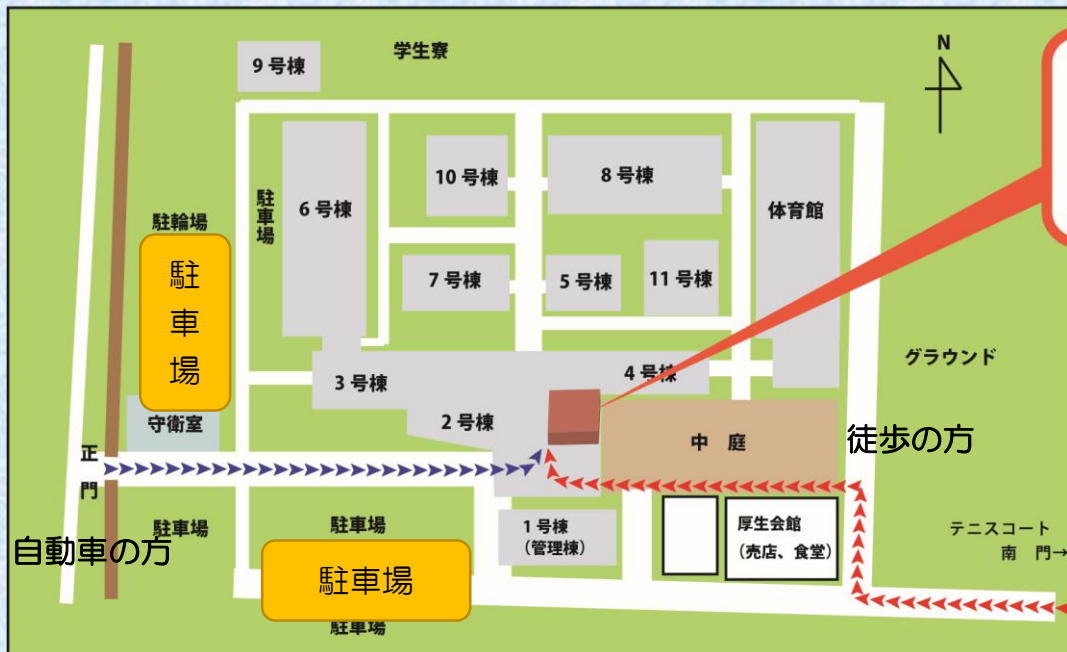 9 号棟
学生寮
N
駐車場
6 号棟
10 号棟
8 号棟
体育館
駐輪場
駐車場
7 号棟
5 号棟
11 号棟
グラウンド
3 号棟
4 号棟
守衛室
2 号棟
中 庭
徒歩の方
正門
駐車場
駐車場
1 号棟
(管理棟)
厚生会館
(売店、食堂)
テニスコート
南 門→
自動車の方
駐車場
駐車場